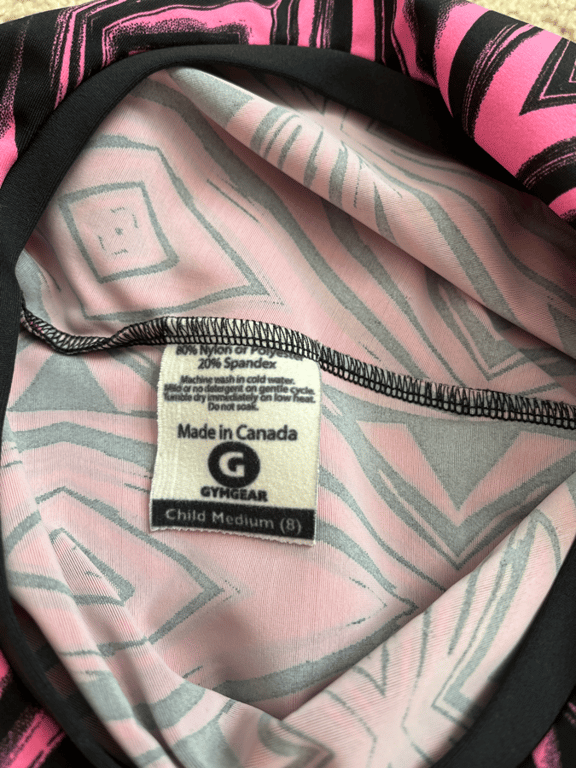 80% Nylon or Polyester
20% Spandex
Machine wash in cold water.
Mild or no detergent on gentle cycle.
Tumble dry immediately on low heat.
Do not soak.
Made in Canada
G
GYMGEAR
Child Medium (8)